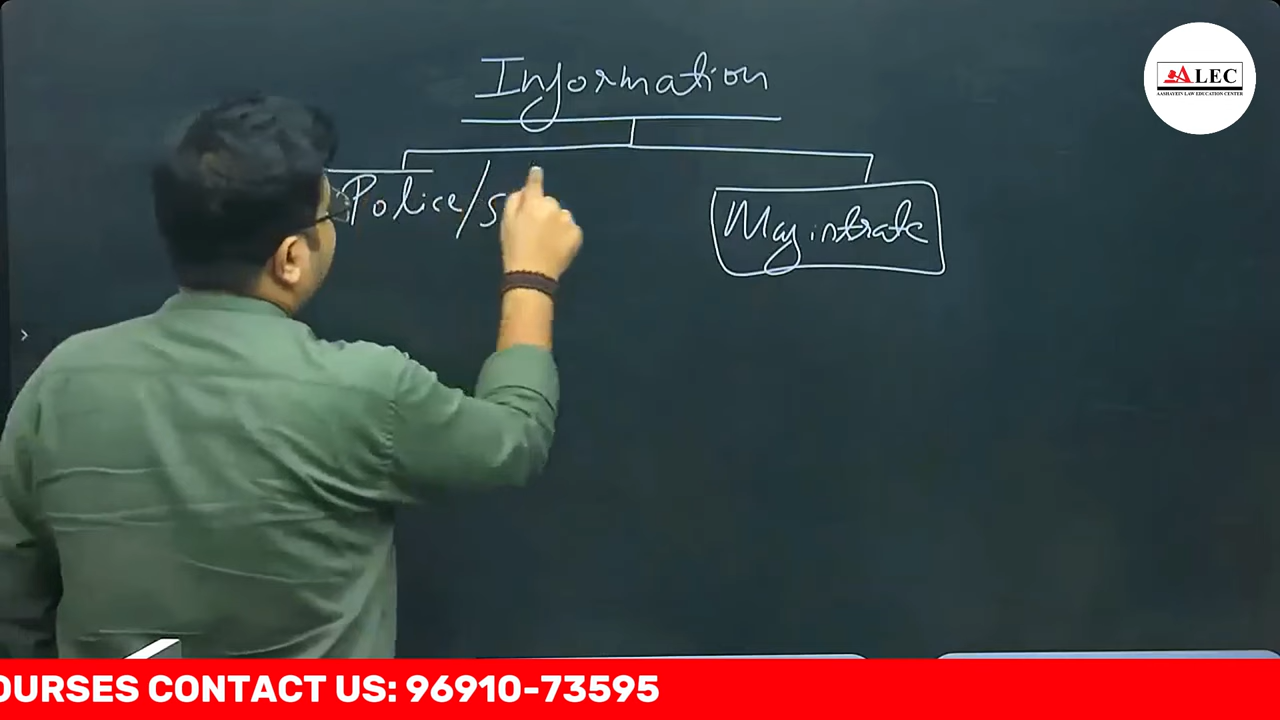 Information
Police/s
Magistrate
ALEC
AASHAYEIN LAW EDUCATION CENTER
OURSES CONTACT US: 96910-73595